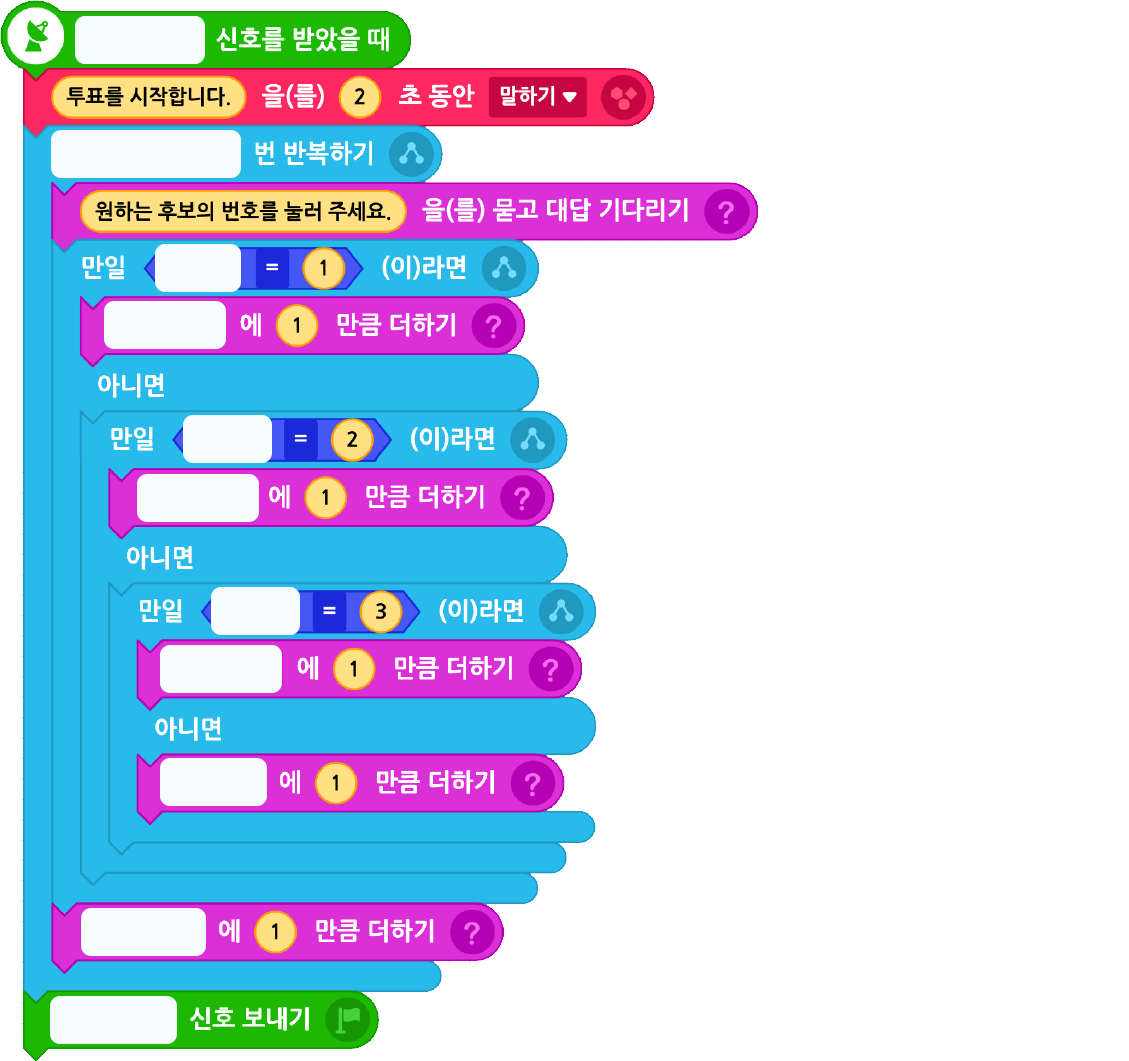 신호를 받았을 때
투표를 시작합니다. 을(를) 2 초 동안 말하기
번 반복하기
원하는 후보의 번호를 눌러 주세요. 을(를) 묻고 대답 기다리기 ?
만일 = 1 (이)라면
에 1 만큼 더하기 ?
아니면
만일 = 2 (이)라면
에 1 만큼 더하기 ?
아니면
만일 = 3 (이)라면
에 1 만큼 더하기 ?
아니면
에 1 만큼 더하기 ?
에 1 만큼 더하기 ?
신호 보내기